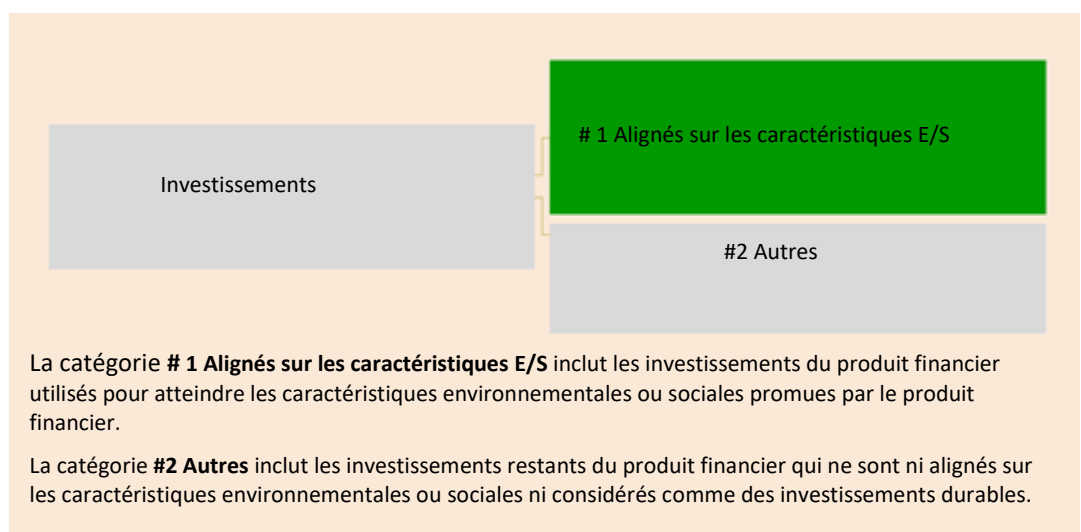 # 1 Alignés sur les caractéristiques E/S
Investissements
#2 Autres
La catégorie # 1 Alignés sur les caractéristiques E/S inclut les investissements du produit financier
utilisés pour atteindre les caractéristiques environnementales ou sociales promues par le produit
financier.
La catégorie #2 Autres inclut les investissements restants du produit financier qui ne sont ni alignés sur
les caractéristiques environnementales ou sociales ni considérés comme des investissements durables.